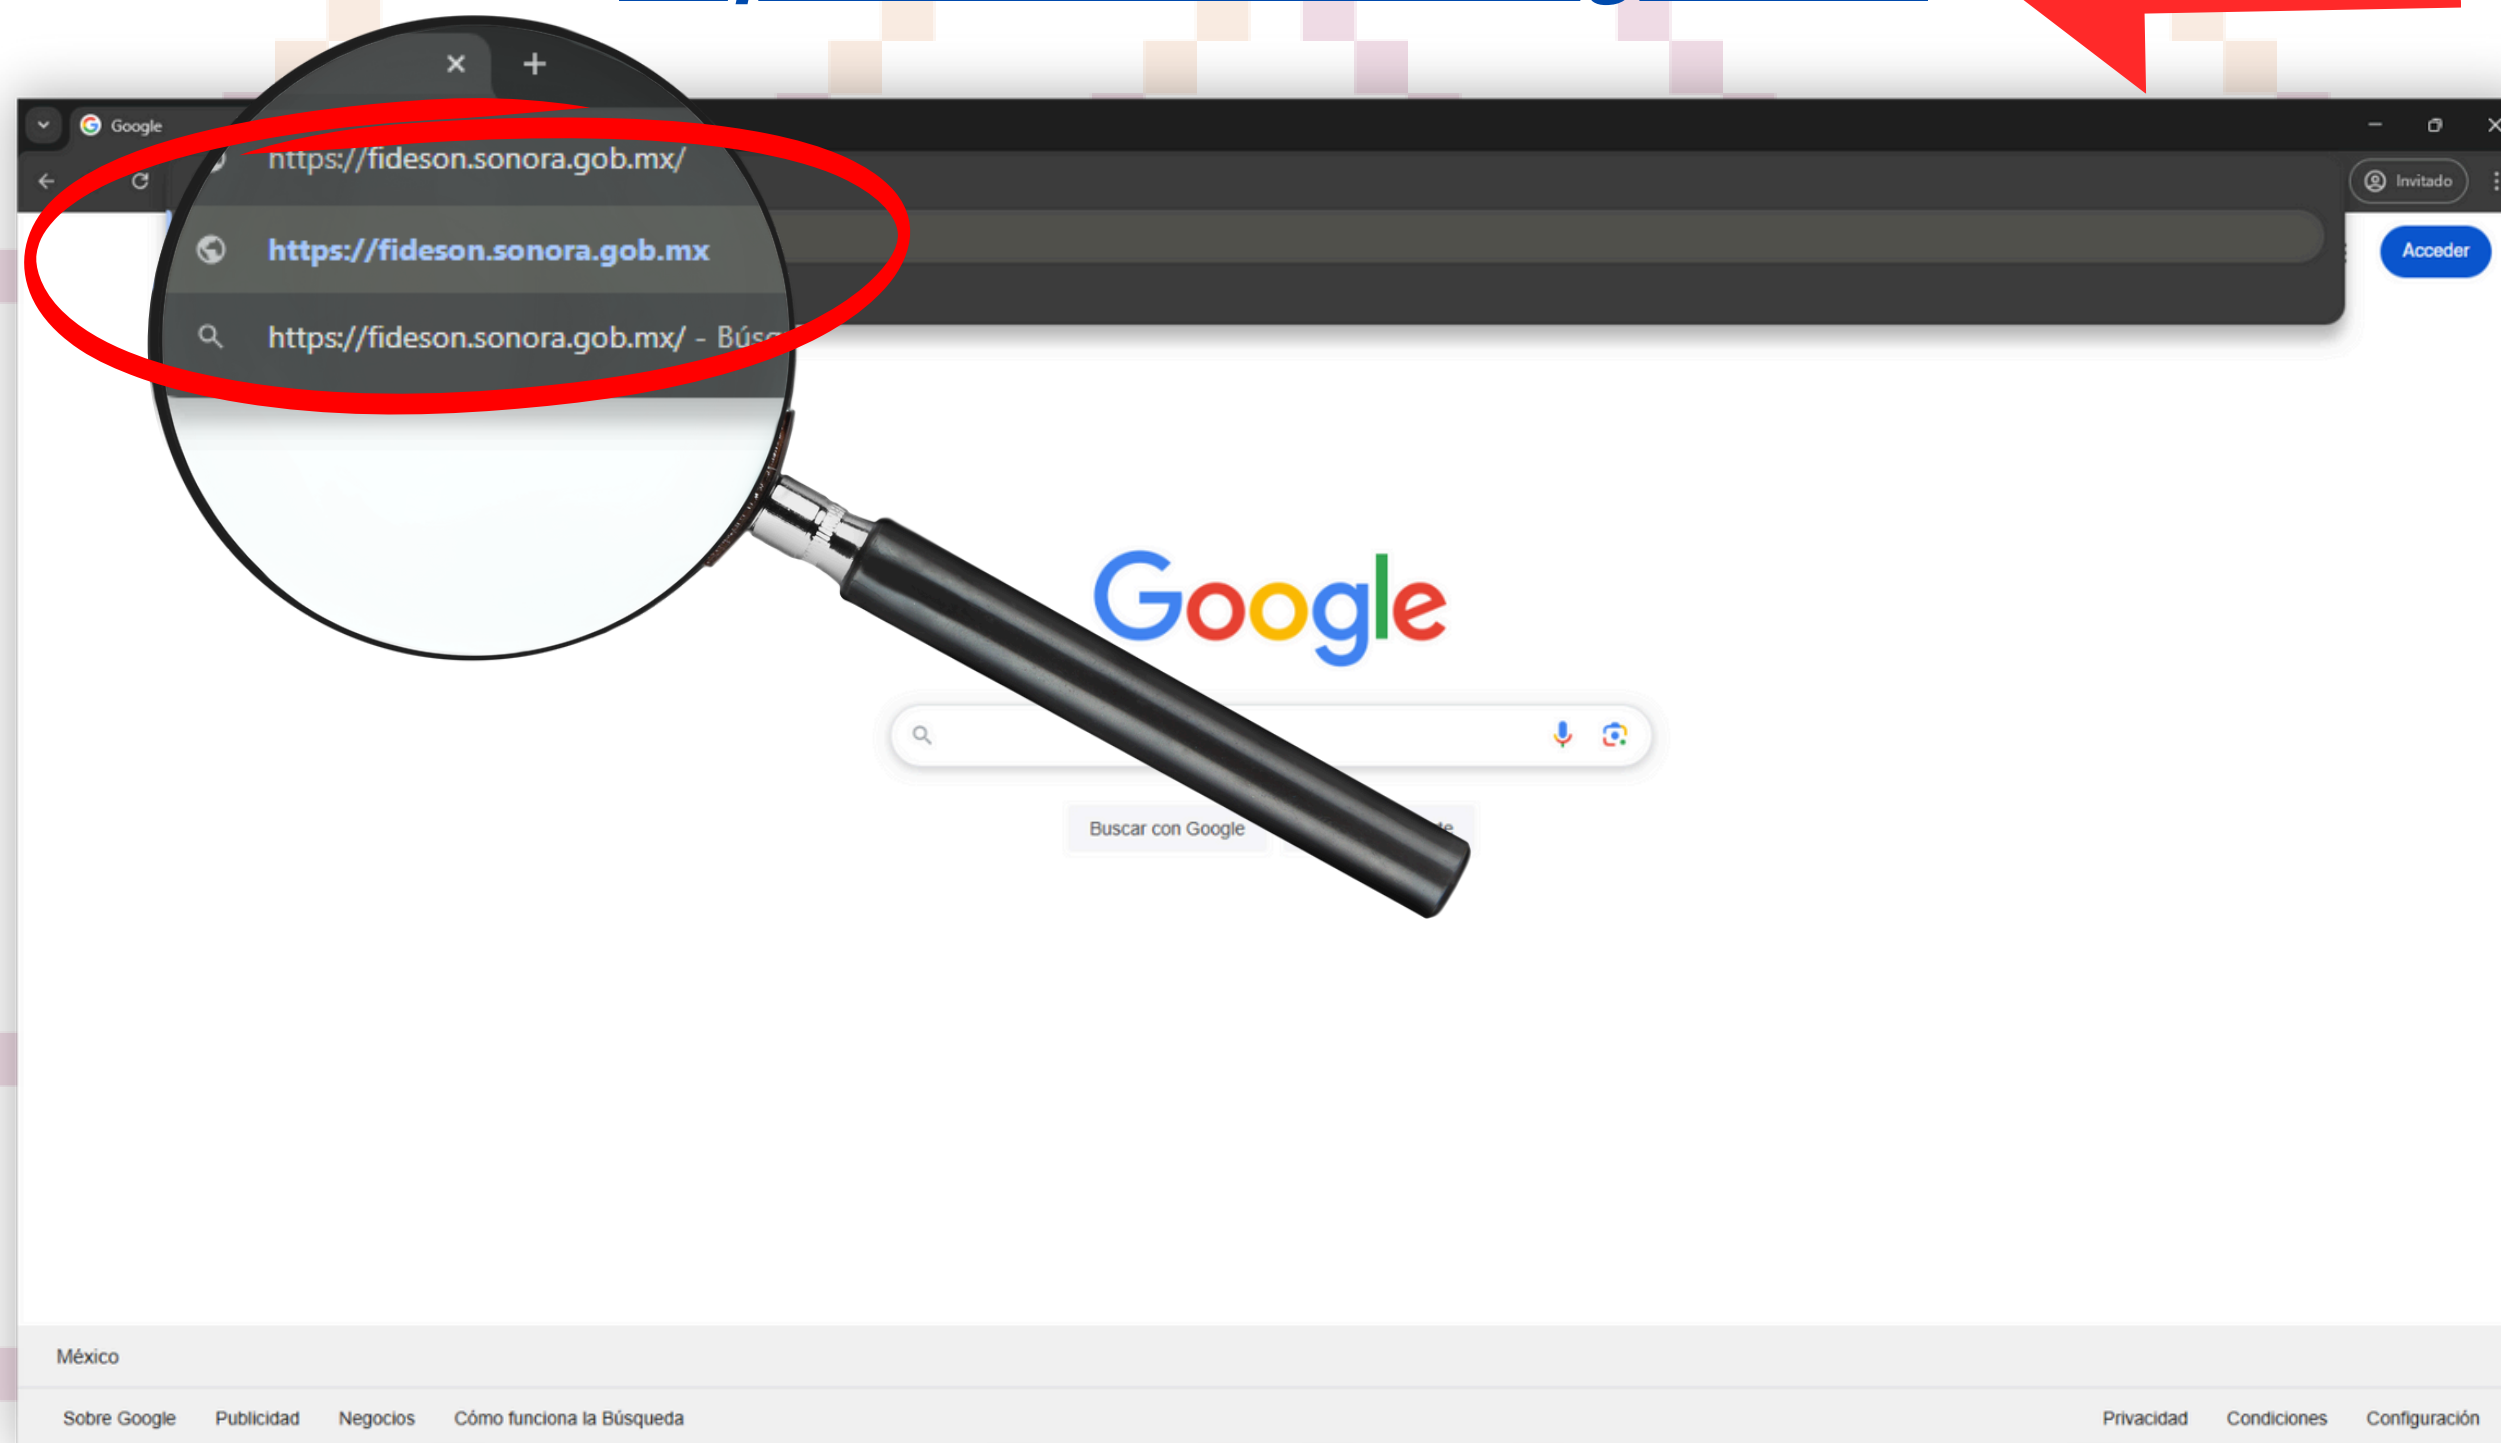 Google
https://fideson.sonora.gob.mx/
Invitado
https://fideson.sonora.gob.mx
Acceder
https://fideson.sonora.gob.mx/ -
Google
Buscar con Google
México
Sobre Google Publicidad Negocios Cómo funciona la Búsqueda Privacidad Condiciones Configuración